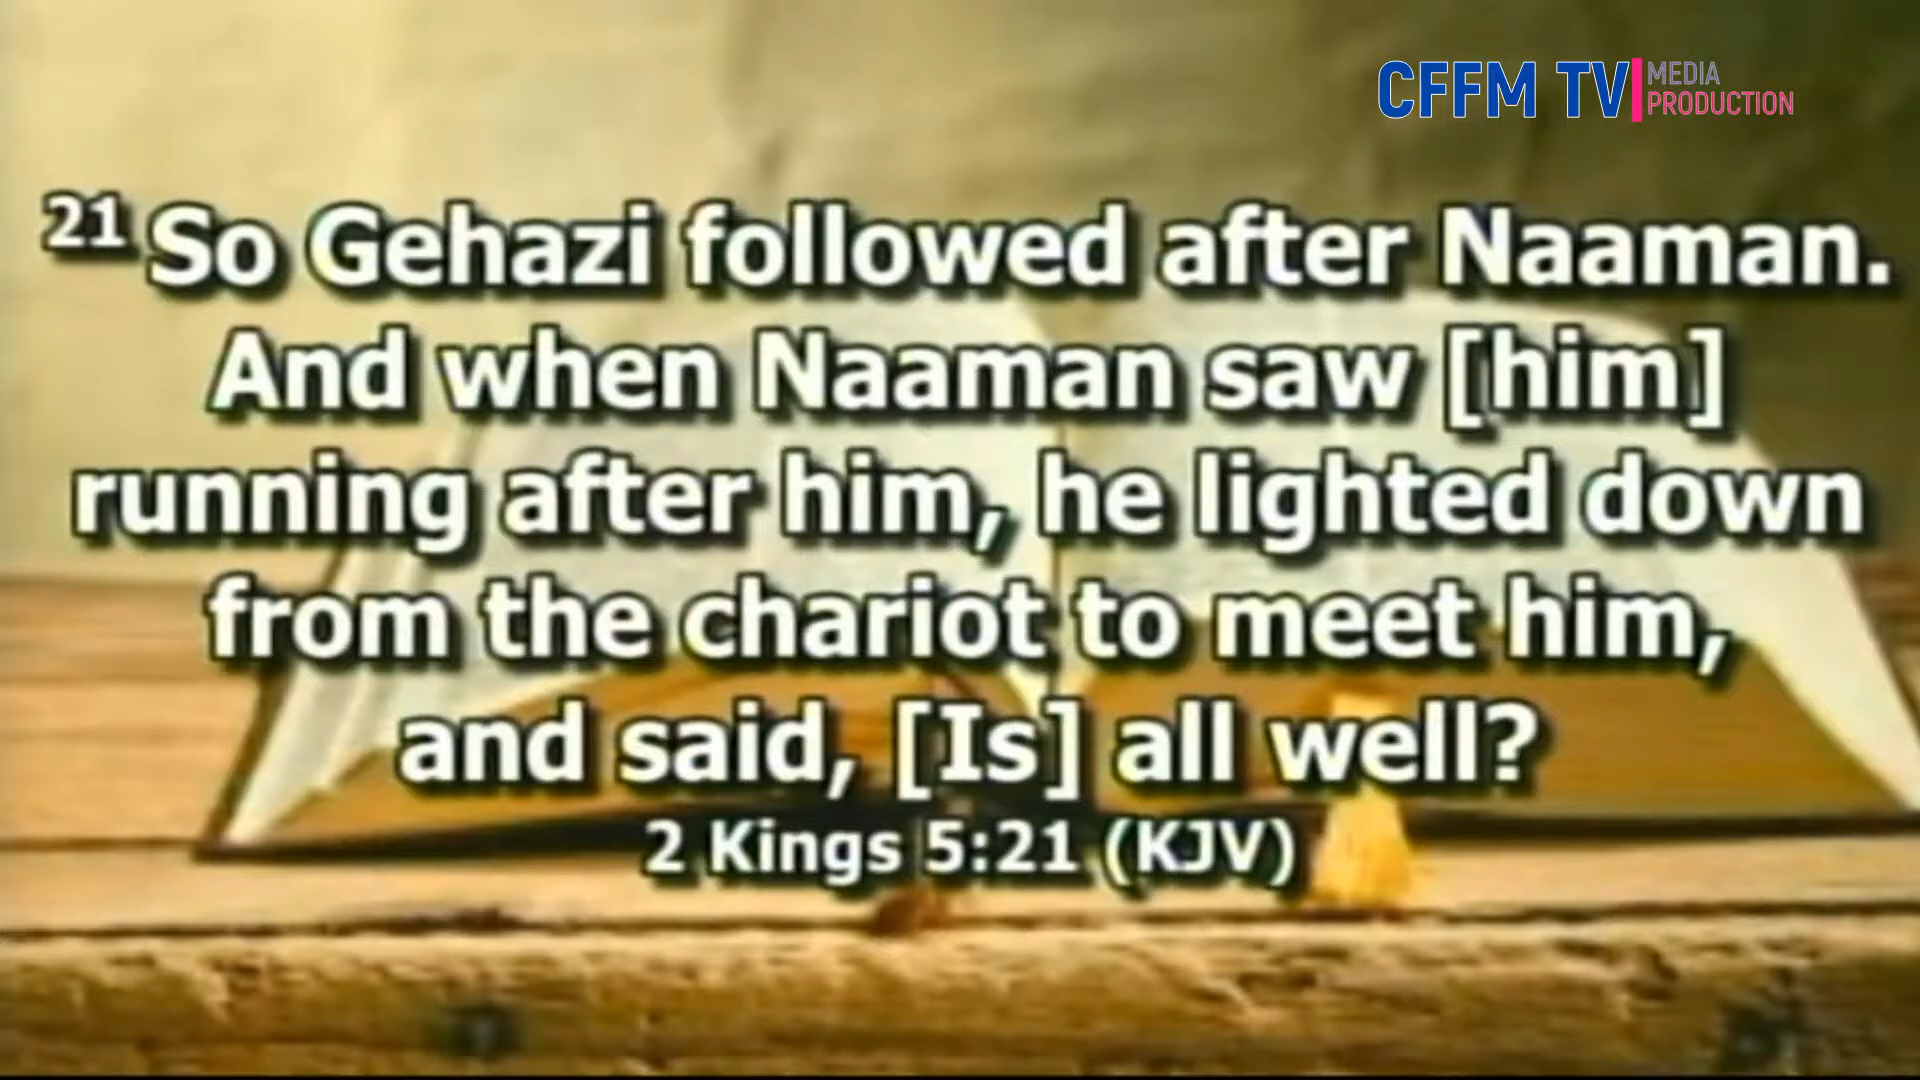 CFFM TV MEDIA
PRODUCTION
21 So Gehazi followed after Naaman.
And when Naaman saw [him]
running after him, he lighted down
from the chariot to meet him,
and said, [Is] all well?
2 Kings 5:21 (KJV)